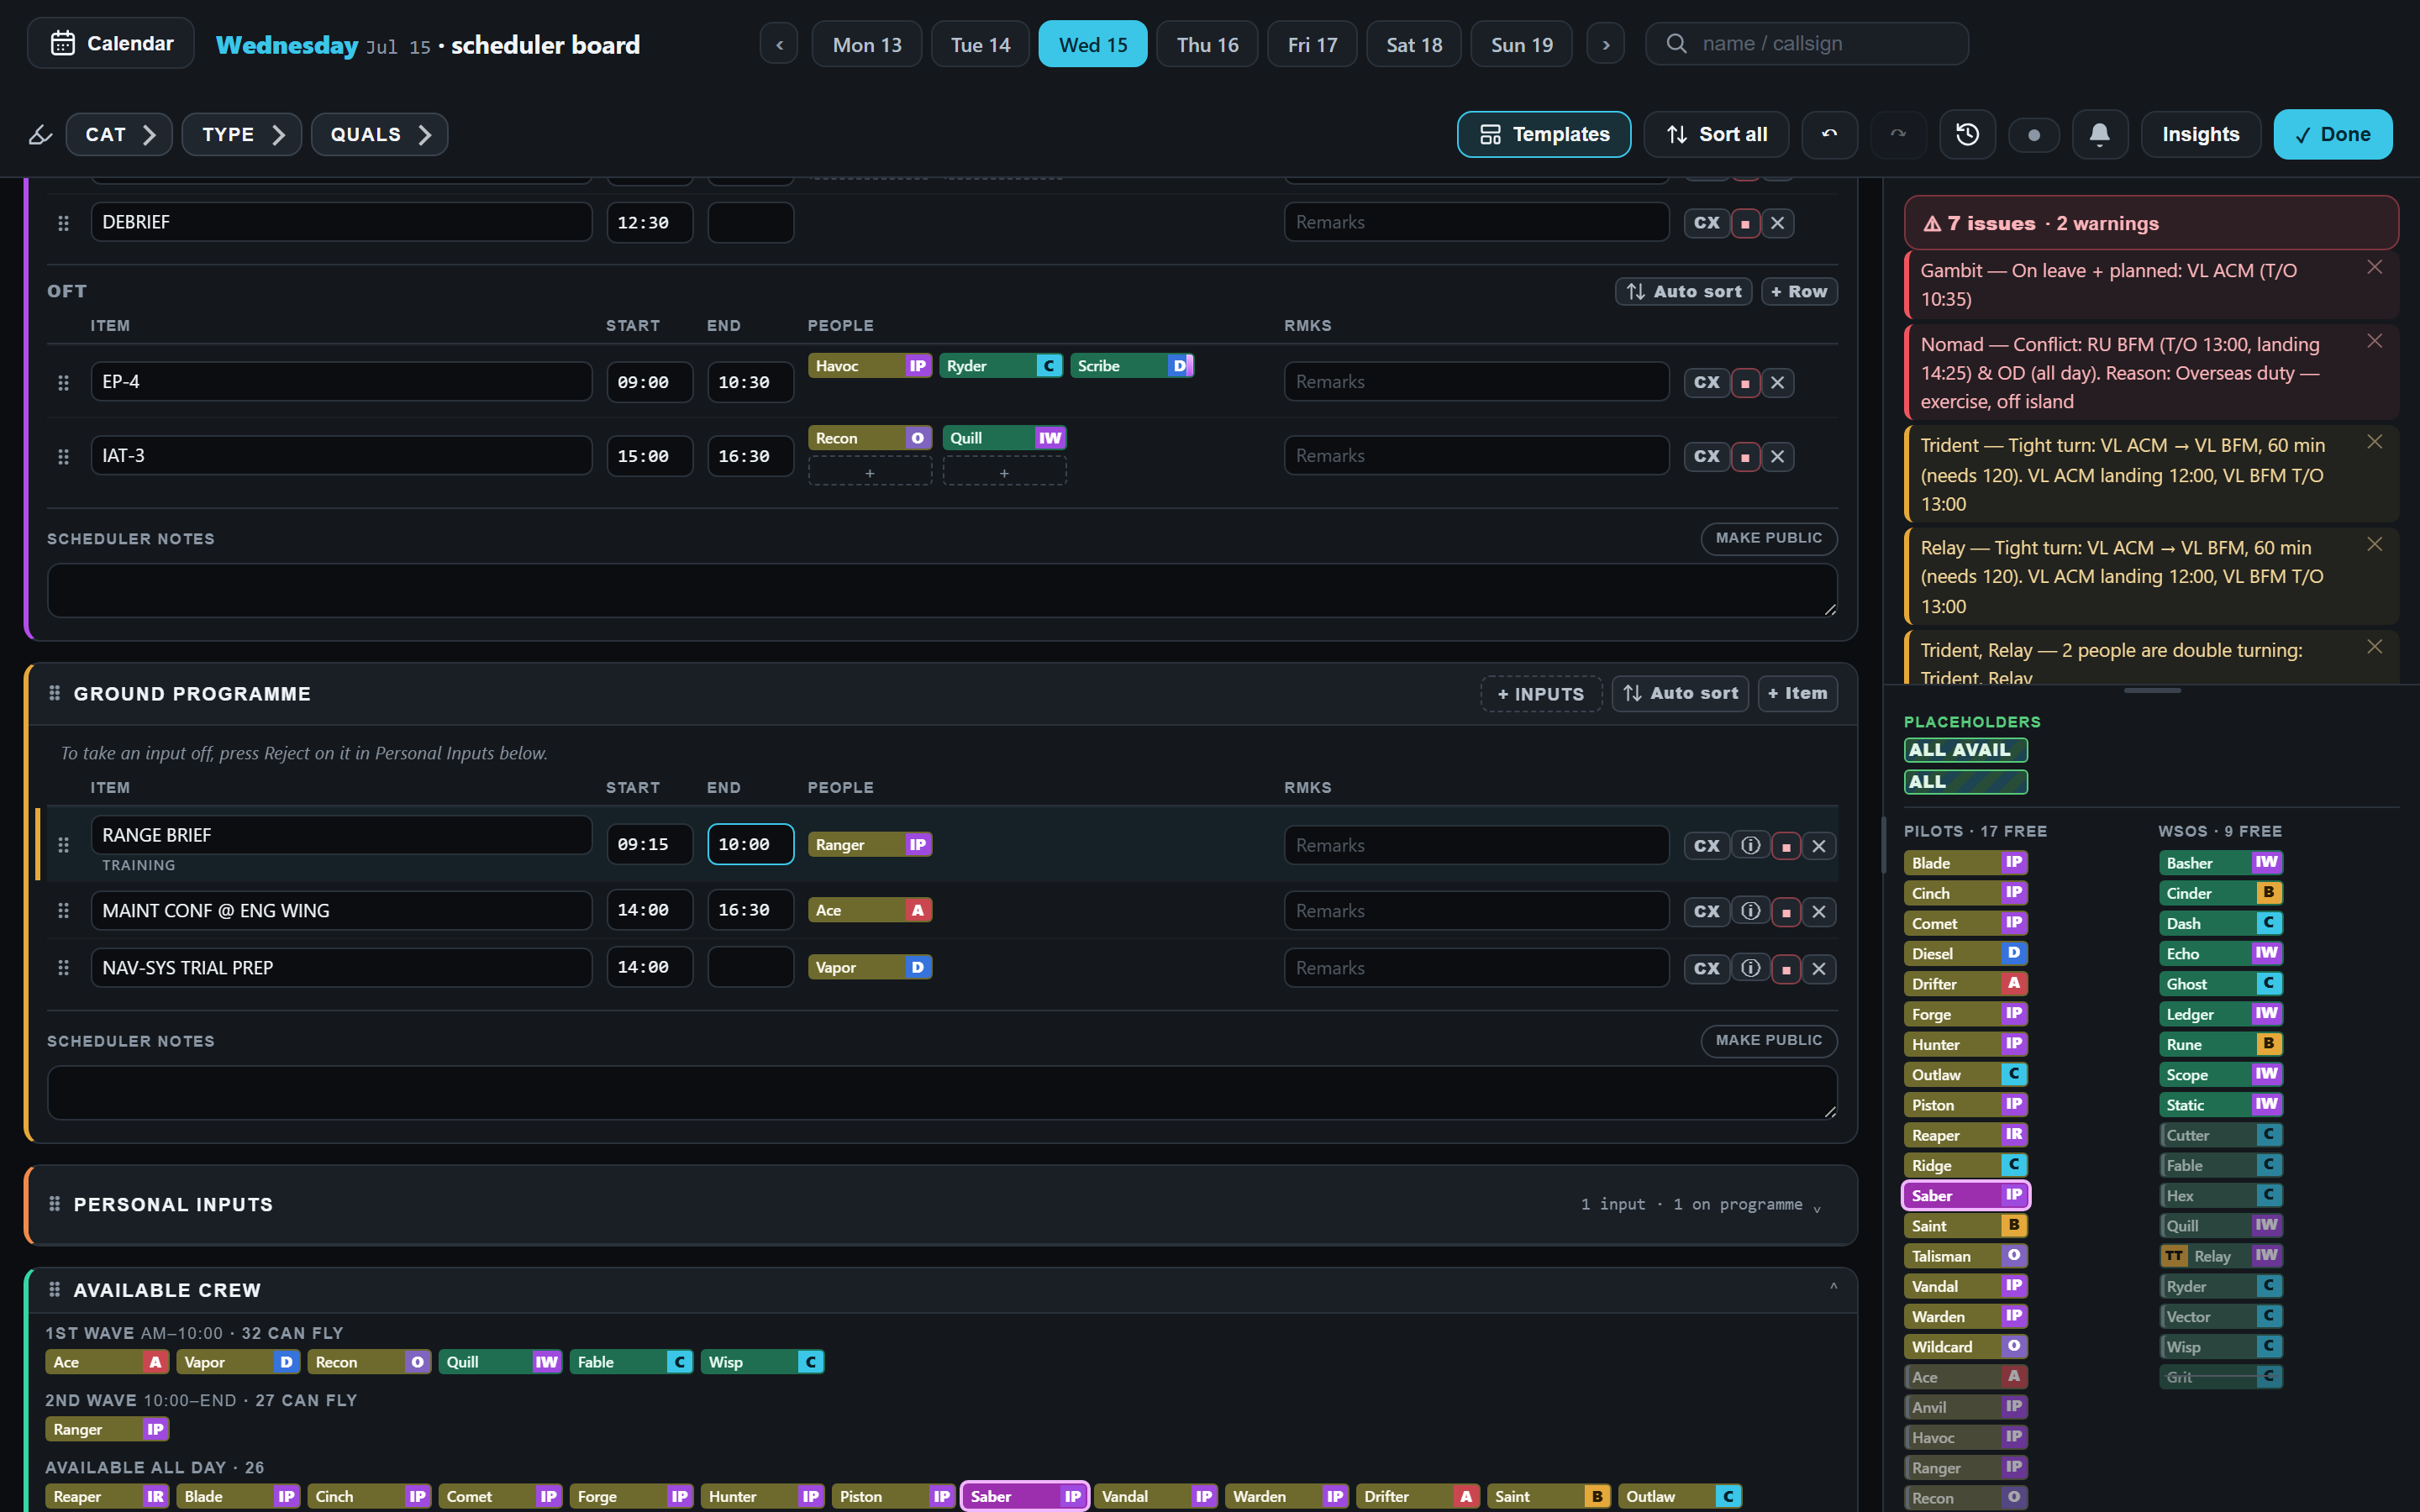 Calendar
Wednesday Jul 15 · scheduler board
‹ Mon 13 Tue 14 Wed 15 Thu 16 Fri 17 Sat 18 Sun 19 ›
name / callsign
CAT TYPE QUALS
Templates Sort all Insights ✓ Done
DEBRIEF 12:30 Remarks CX
OFT Auto sort + Row
ITEM START END PEOPLE RMKS
EP-4 09:00 10:30 Havoc IP Ryder C Scribe D Remarks CX
IAT-3 15:00 16:30 Recon O Quill IW Remarks CX
+ +
SCHEDULER NOTES MAKE PUBLIC
GROUND PROGRAMME + INPUTS Auto sort + Item
To take an input off, press Reject on it in Personal Inputs below.
ITEM START END PEOPLE RMKS
RANGE BRIEF 09:15 10:00 Ranger IP Remarks CX
TRAINING
MAINT CONF @ ENG WING 14:00 16:30 Ace A Remarks CX
NAV-SYS TRIAL PREP 14:00 Vapor D Remarks CX
SCHEDULER NOTES MAKE PUBLIC
PERSONAL INPUTS 1 input · 1 on programme
AVAILABLE CREW
1ST WAVE AM–10:00 · 32 CAN FLY
Ace A Vapor D Recon O Quill IW Fable C Wisp C
2ND WAVE 10:00–END · 27 CAN FLY
Ranger IP
AVAILABLE ALL DAY · 26
Reaper IR Blade IP Cinch IP Comet IP Forge IP Hunter IP Piston IP Saber IP Vandal IP Warden IP Drifter A Saint B Outlaw C
⚠ 7 issues · 2 warnings
Gambit — On leave + planned: VL ACM (T/O
10:35)
Nomad — Conflict: RU BFM (T/O 13:00, landing
14:25) & OD (all day). Reason: Overseas duty —
exercise, off island
Trident — Tight turn: VL ACM → VL BFM, 60 min
(needs 120). VL ACM landing 12:00, VL BFM T/O
13:00
Relay — Tight turn: VL ACM → VL BFM, 60 min
(needs 120). VL ACM landing 12:00, VL BFM T/O
13:00
Trident, Relay — 2 people are double turning:
Trident, Relay
PLACEHOLDERS
ALL AVAIL
ALL
PILOTS · 17 FREE WSOS · 9 FREE
Blade IP Basher IW
Cinch IP Cinder B
Comet IP Dash C
Diesel D Echo IW
Drifter A Ghost C
Forge IP Ledger IW
Hunter IP Rune B
Outlaw C Scope IW
Piston IP Static IW
Reaper IR Cutter C
Ridge C Fable C
Saber IP Hex C
Saint B Quill IW
Talisman O TT Relay IW
Vandal IP Ryder C
Warden IP Vector C
Wildcard O Wisp C
Ace A Grit C
Anvil IP
Havoc IP
Ranger IP
Recon O